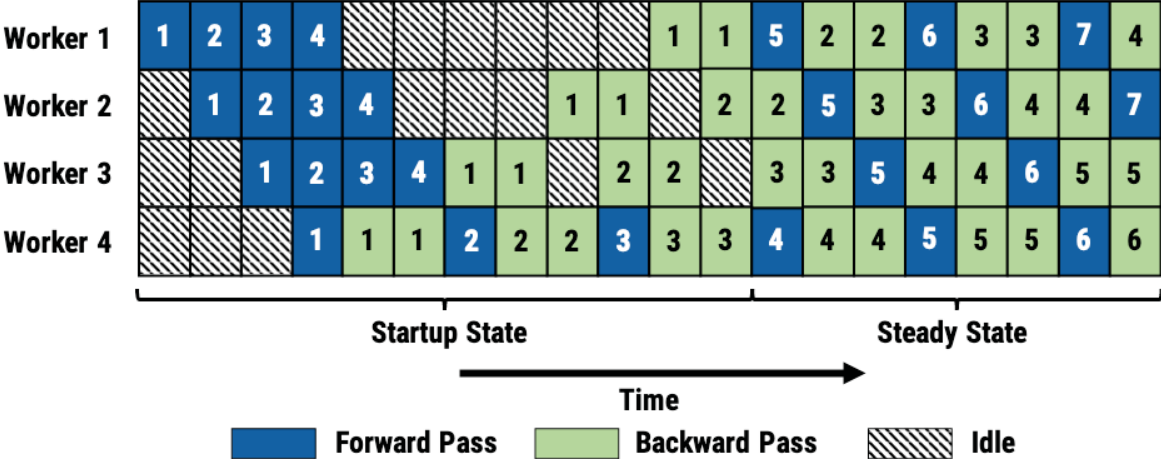 Worker 1 1 2 3 4 1 1 5 2 2 6 3 3 7 4
Worker 2 1 2 3 4 1 1 2 2 5 3 3 6 4 4 7
Worker 3 1 2 3 4 1 1 2 2 3 3 5 4 4 6 5 5
Worker 4 1 1 1 2 2 2 3 3 3 4 4 4 5 5 5 6 6
Startup State Steady State
Time
Forward Pass Backward Pass Idle